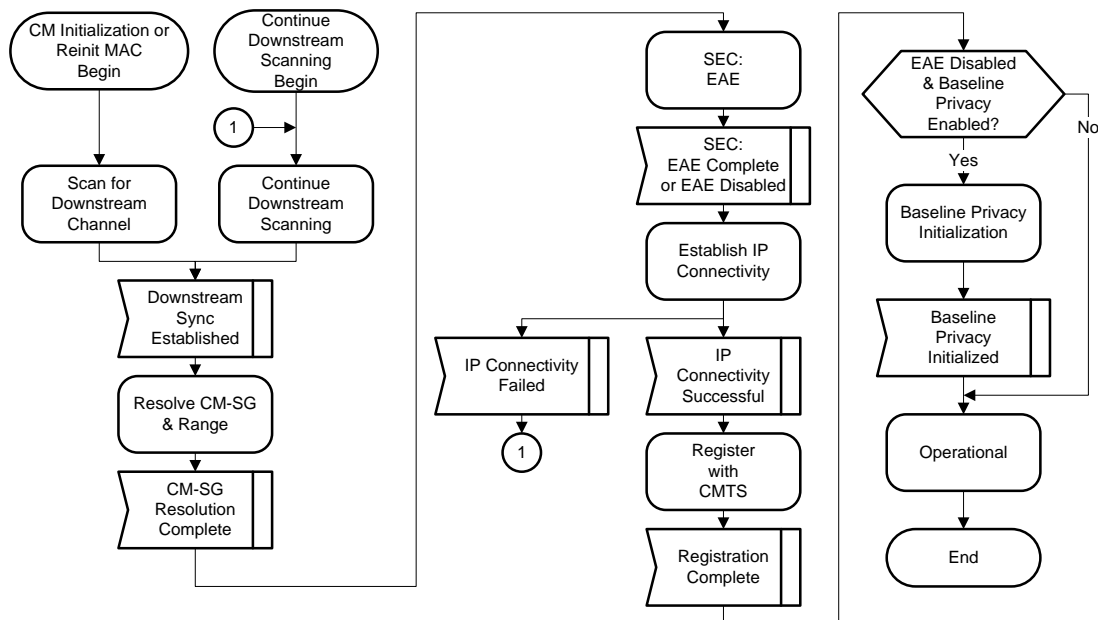 CM Initialization or
Reinit MAC
Begin
Continue
Downstream
Scanning
Begin
1
Scan for
Downstream
Channel
Continue
Downstream
Scanning
Downstream
Sync
Established
Resolve CM-SG
& Range
CM-SG
Resolution
Complete
SEC:
EAE
SEC:
EAE Complete
or EAE Disabled
Establish IP
Connectivity
IP Connectivity
Failed
1
IP
Connectivity
Successful
Register
with
CMTS
Registration
Complete
EAE Disabled
& Baseline
Privacy
Enabled?
No
Yes
Baseline Privacy
Initialization
Baseline
Privacy
Initialized
Operational
End